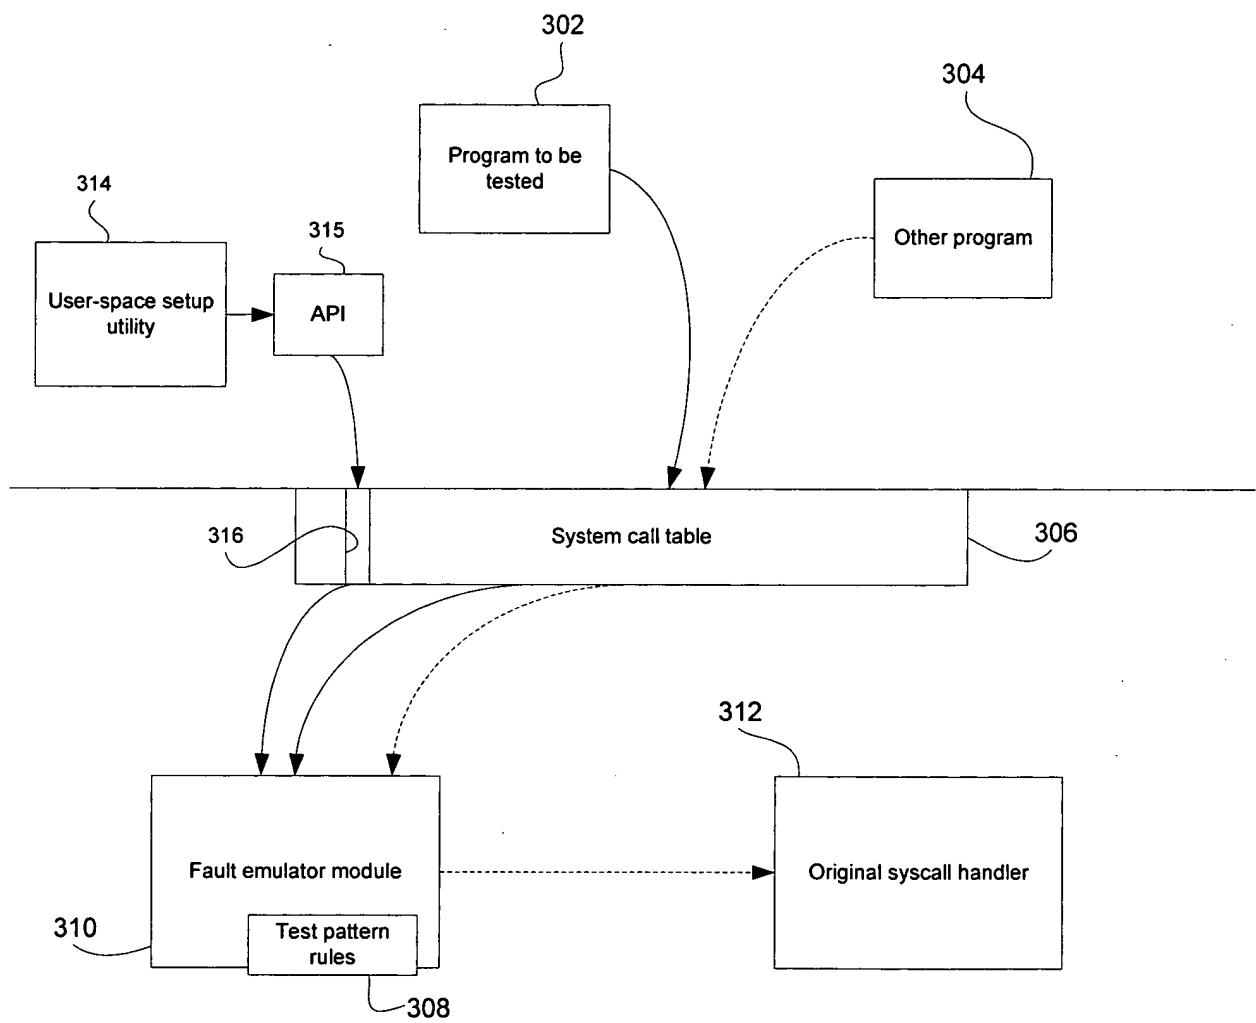 302
304
Program to be
tested
314
315
Other program
User-space setup
utility
API
316
System call table
306
312
Fault emulator module
Original syscall handler
310
Test pattern
rules
308